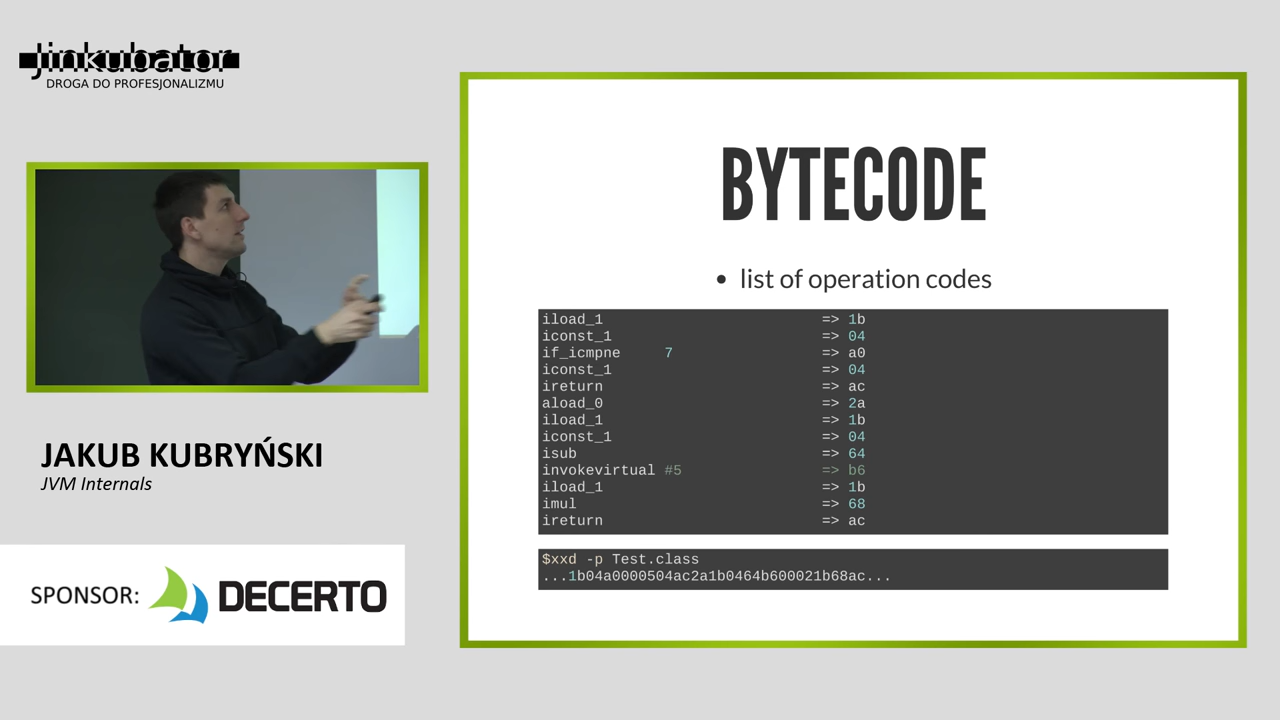 Jinkubator
DROGA DO PROFESJONALIZMU
JAKUB KUBRYŃSKI
JVM Internals
SPONSOR: DECERTO
BYTECODE
• list of operation codes
iload_1 => 1b
iconst_1 => 04
if_icmpne 7 => a0
iconst_1 => 04
ireturn => ac
aload_0 => 2a
iload_1 => 1b
iconst_1 => 04
isub => 64
invokevirtual #5 => b6
iload_1 => 1b
imul => 68
ireturn => ac
$xxd -p Test.class
...1b04a0000504ac2a1b0464b600021b68ac...